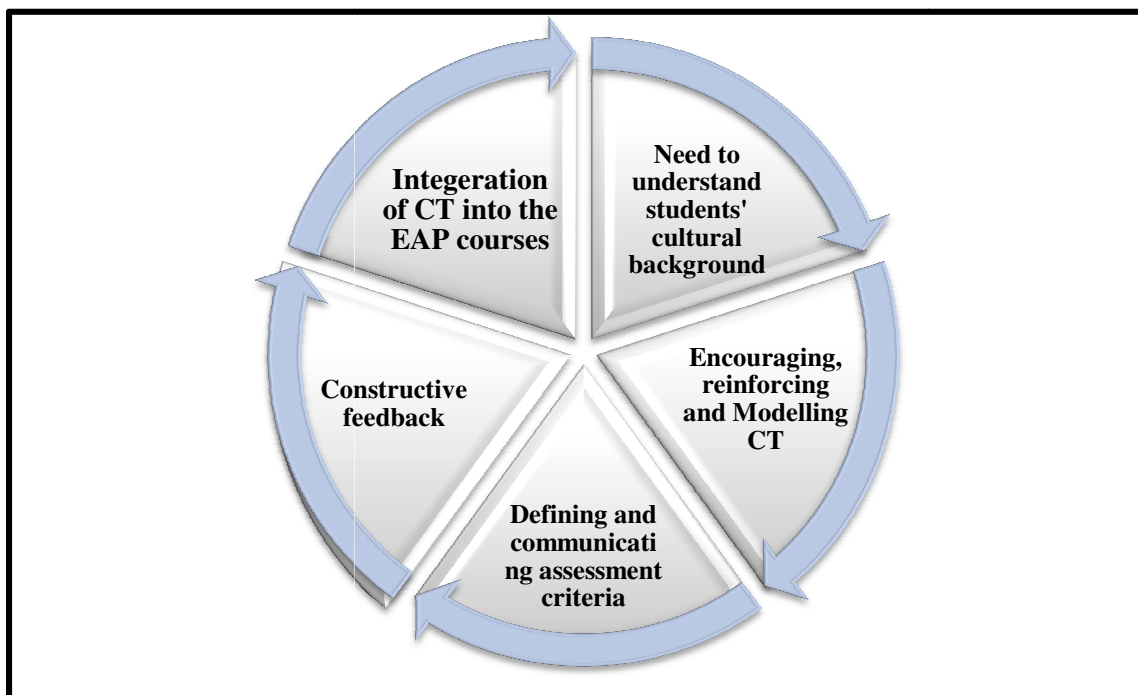 Integeration
of CT into the
EAP courses
Need to
understand
students'
cultural
background
Encouraging,
reinforcing
and Modelling
CT
Defining and
communicati
ng assessment
criteria
Constructive
feedback